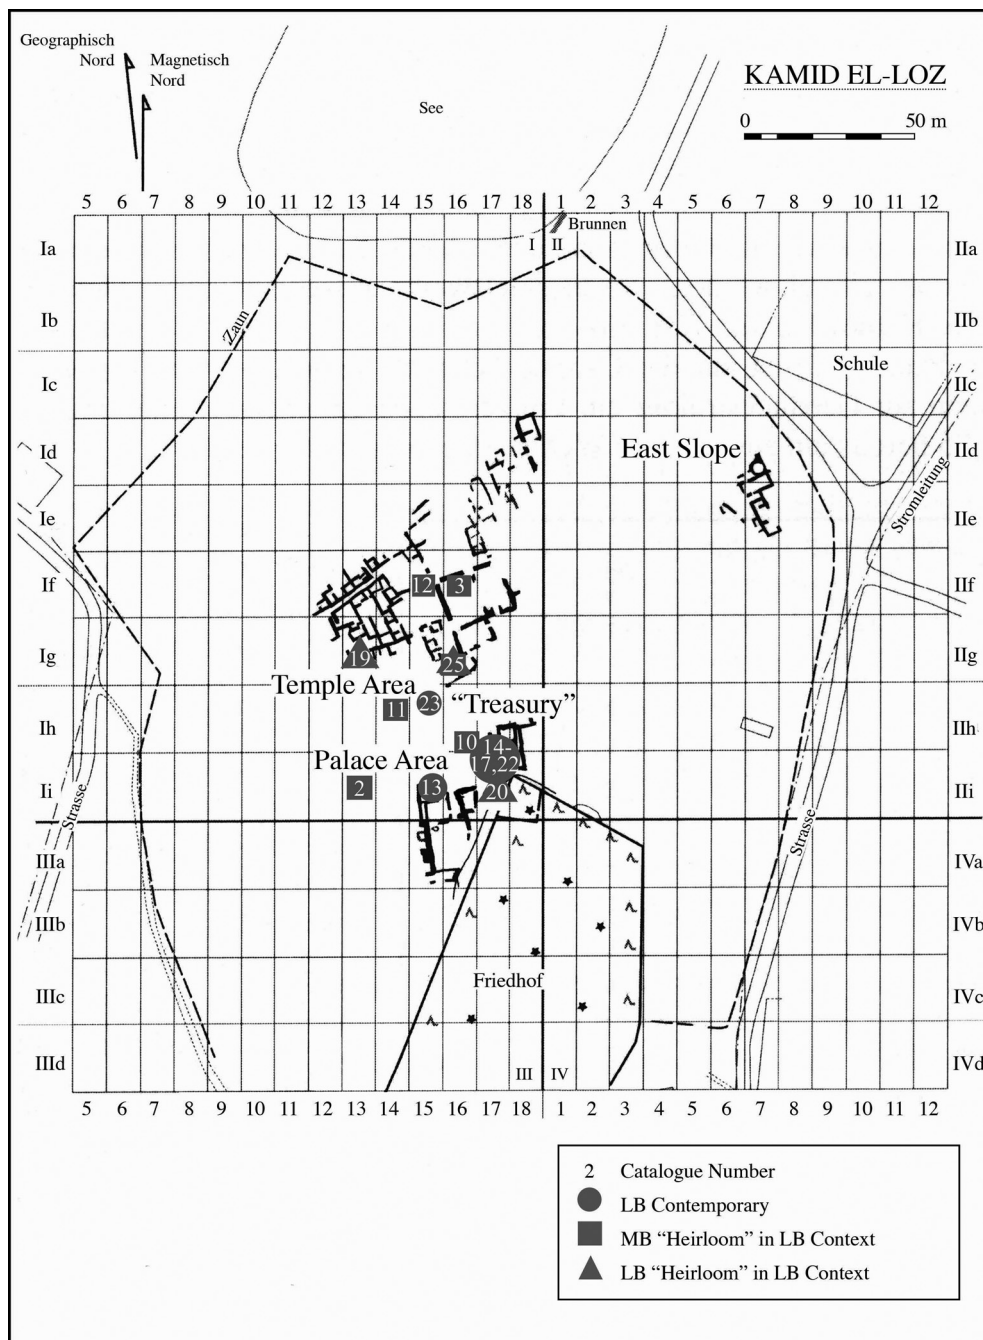 Geographisch
Nord
Magnetisch
Nord
See
KAMID EL-LOZ
0 50 m
5 6 7 8 9 10 11 12 13 14 15 16 17 18 1 2 3 4 5 6 7 8 9 10 11 12
Brunnen
I II
Ia IIa
Ib IIb
Zaun
Schule
Ic IIc
Id IId
East Slope
Stromleitung
Ie IIe
If 12 3 IIf
Ig 19 25 IIg
Temple Area
23
"Treasury"
11
Ih 10 IIh
14-
17,22
Palace Area
Ii 2 13 20 IIi
Strasse
Strasse
IIIa IVa
IIIb IVb
Friedhof
IIIc IVc
IIId IVd
III IV
5 6 7 8 9 10 11 12 13 14 15 16 17 18 1 2 3 4 5 6 7 8 9 10 11 12
2 Catalogue Number
LB Contemporary
MB “Heirloom” in LB Context
LB “Heirloom” in LB Context